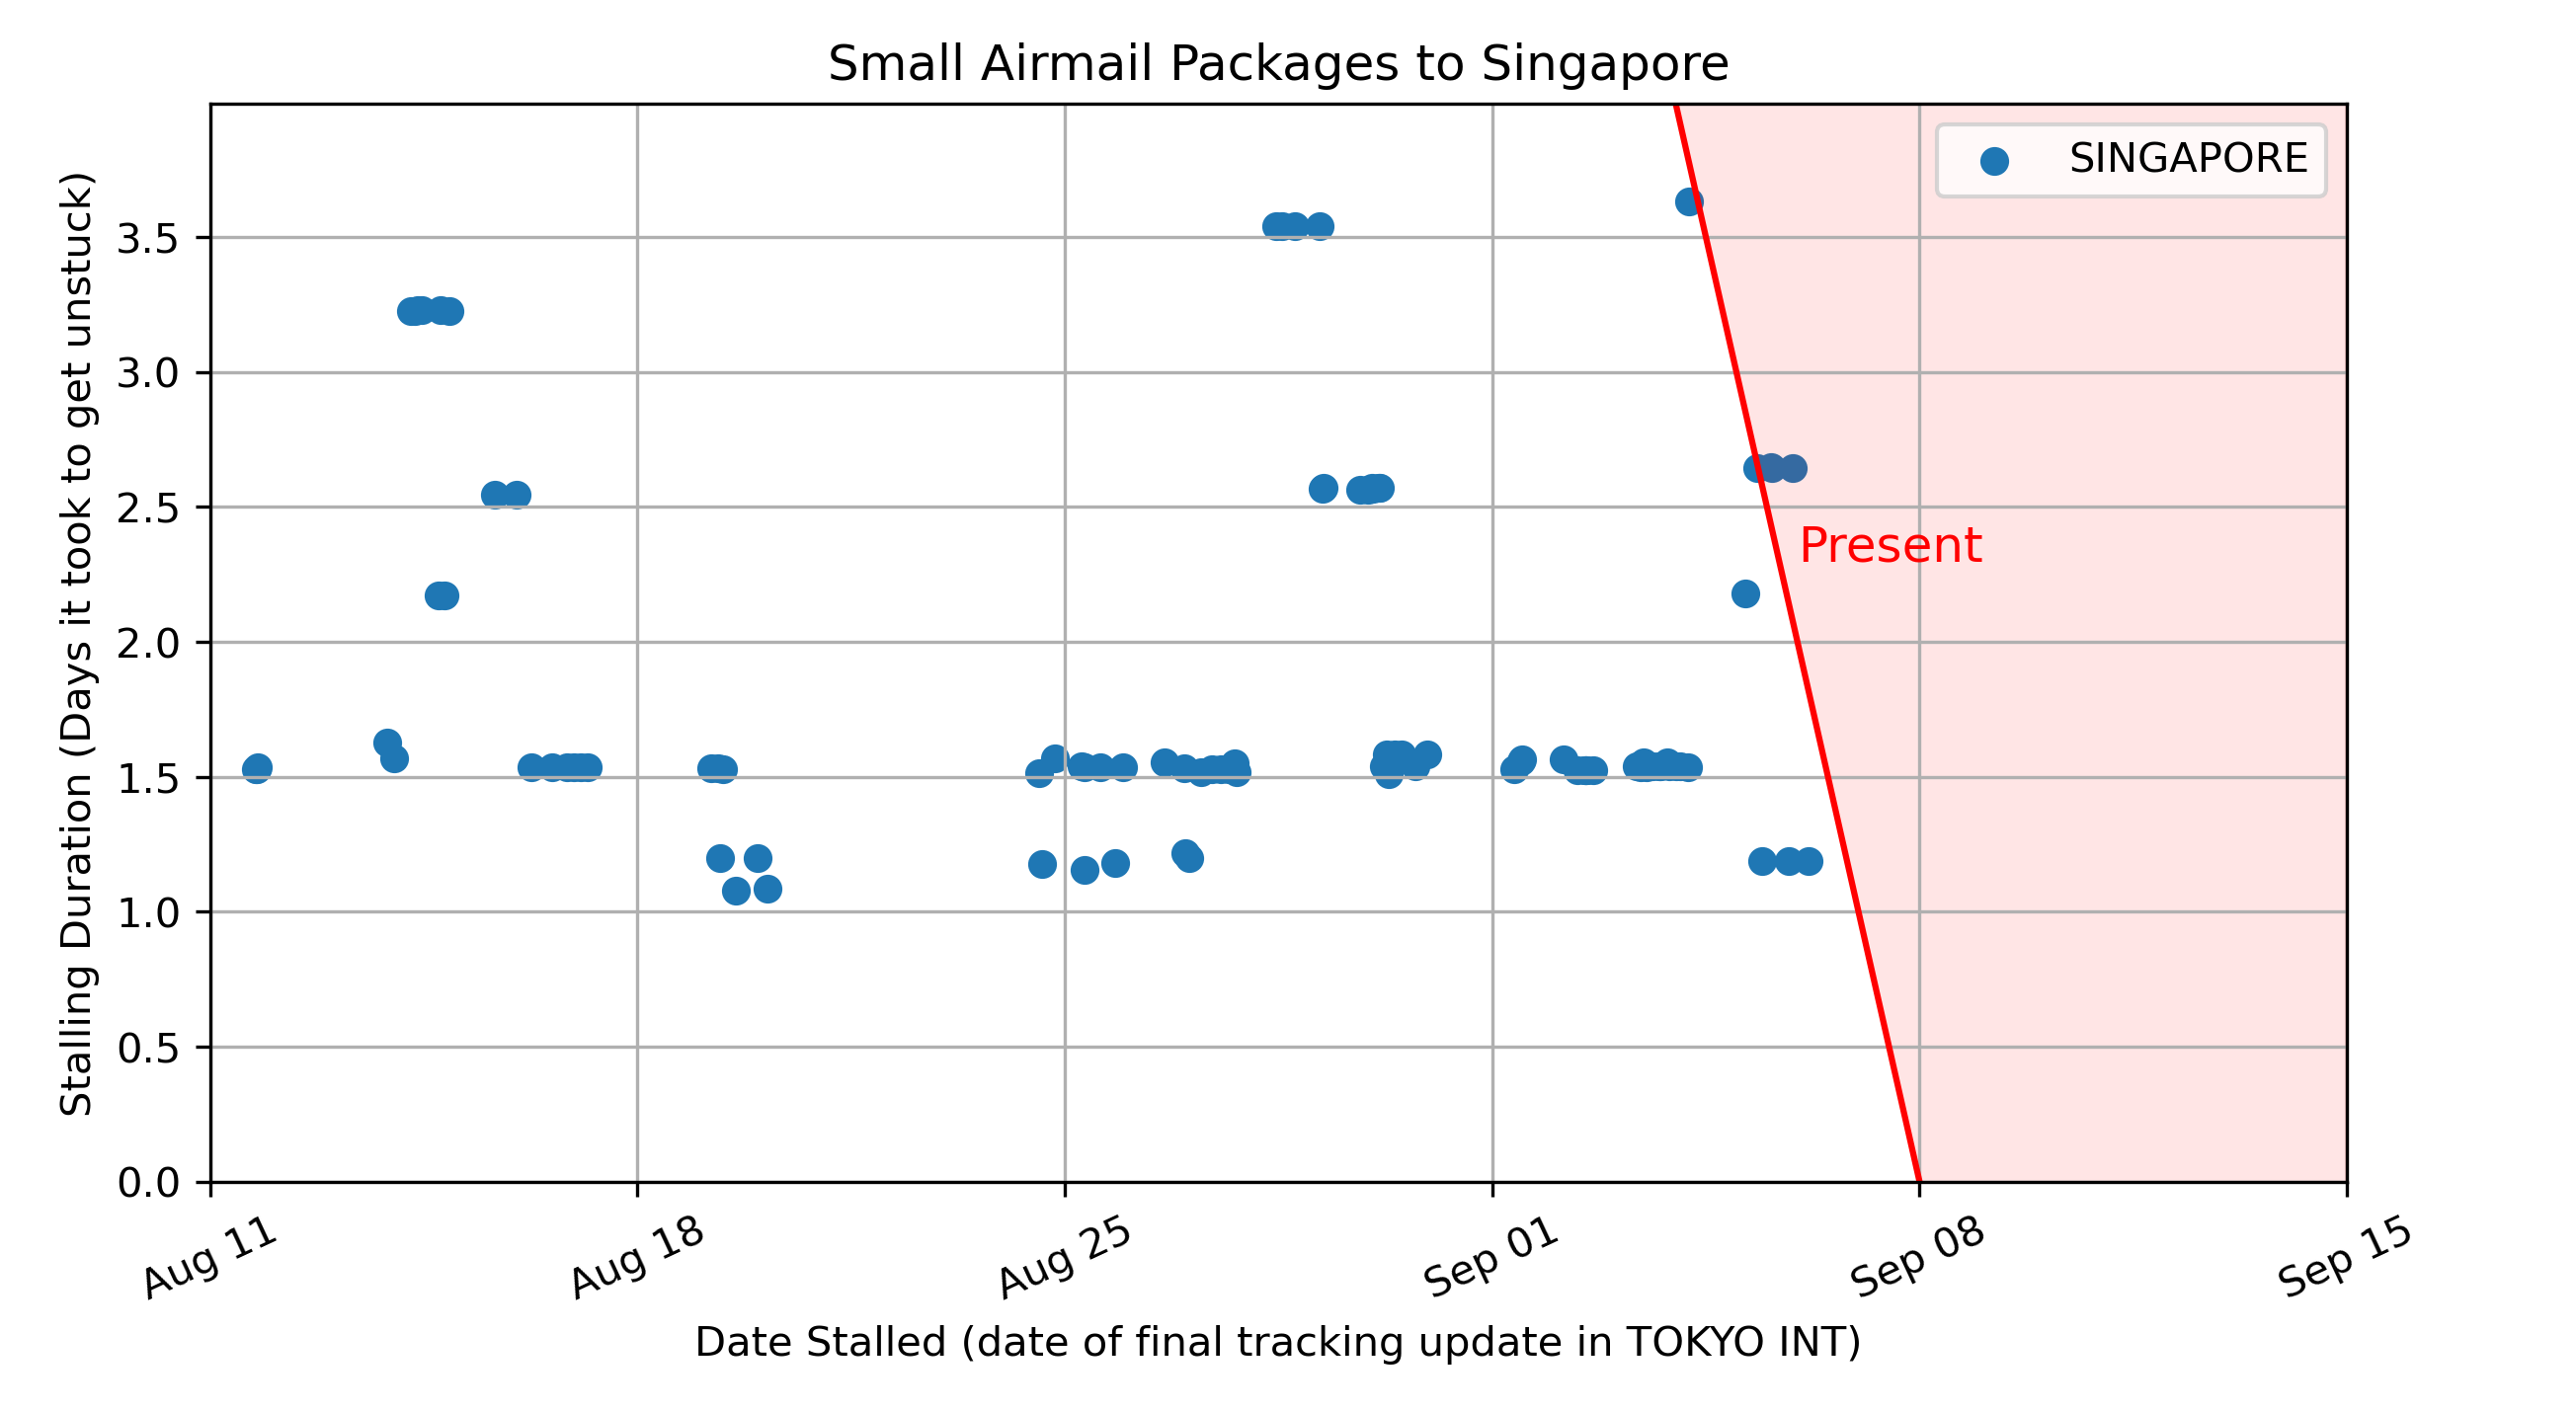 Small Airmail Packages to Singapore
SINGAPORE
Present
Stalling Duration (Days it took to get unstuck)
3.5
3.0
2.5
2.0
1.5
1.0
0.5
0.0
Aug 11
Aug 18
Aug 25
Sep 01
Sep 08
Sep 15
Date Stalled (date of final tracking update in TOKYO INT)